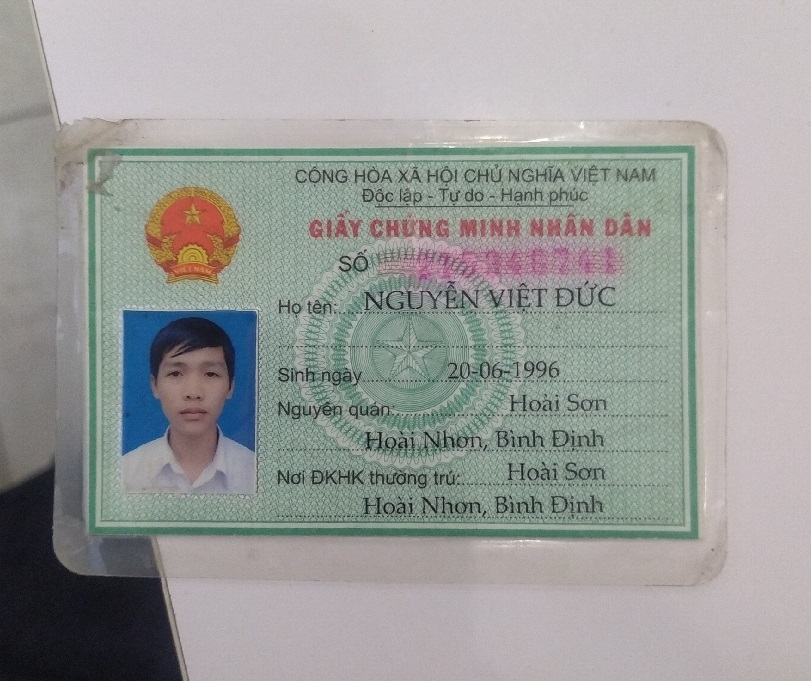 CỘNG HÒA XÃ HỘI CHỦ NGHĨA VIỆT NAM
Độc lập - Tự do - Hạnh phúc
GIẤY CHỨNG MINH NHÂN DÂN
SỐ
Họ tên: NGUYỄN VIỆT ĐỨC
Sinh ngày 20-06-1996
Nguyên quán: Hoài Sơn
Hoài Nhơn, Bình Định
Nơi ĐKHK thường trú: Hoài Sơn
Hoài Nhơn, Bình Định
VIỆT NAM